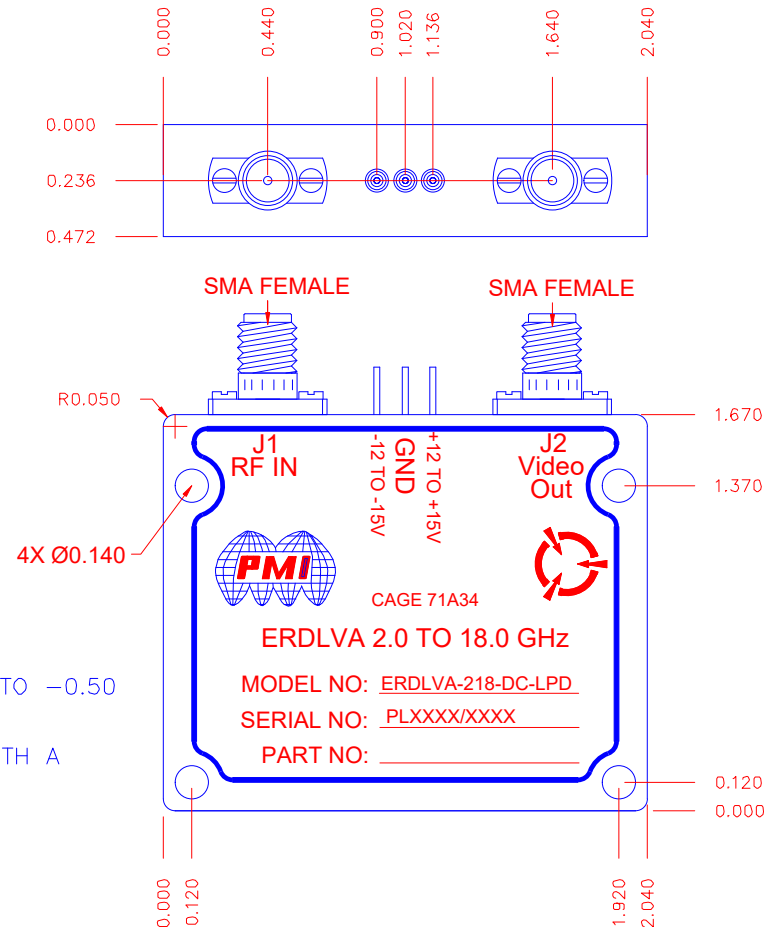 0.000
0.440
0.900
1.020
1.136
1.640
2.040
0.000
0.236
0.472
SMA FEMALE
SMA FEMALE
R0.050
1.670
J1
RF IN
-12 TO -15V
GND
+12 TO +15V
J2
Video
Out
1.370
4X Ø0.140
PMI
CAGE 71A34
ERDLVA 2.0 TO 18.0 GHz
TO -0.50
MODEL NO: ERDLVA-218-DC-LPD
SERIAL NO: PLXXXX/XXXX
TH A
PART NO:
0.120
0.000
0.000
0.120
1.920
2.040